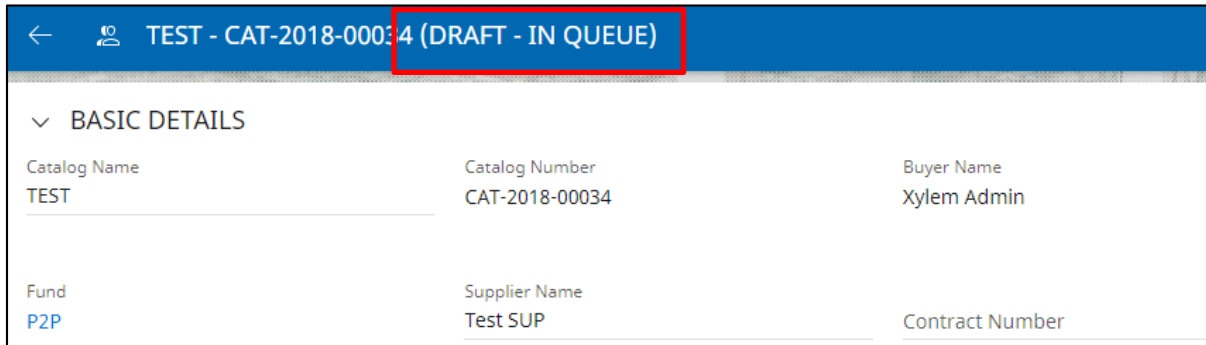 TEST - CAT-2018-00034 (DRAFT - IN QUEUE)
BASIC DETAILS
Catalog Name Catalog Number Buyer Name
TEST CAT-2018-00034 Xylem Admin
Fund Supplier Name
P2P Test SUP Contract Number